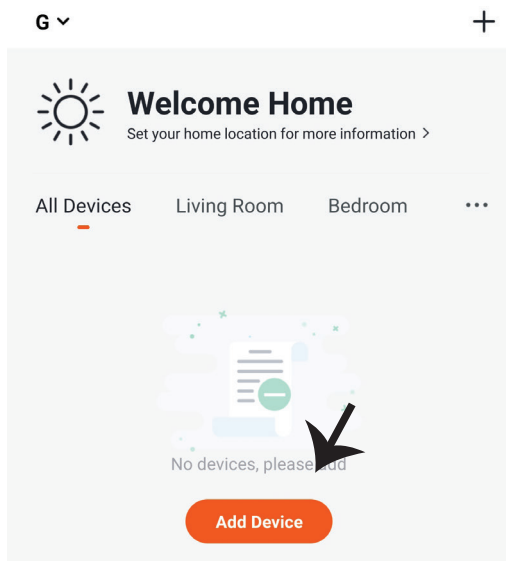 G
Welcome Home
Set your home location for more information >
All Devices Living Room Bedroom ...
No devices, please add
Add Device